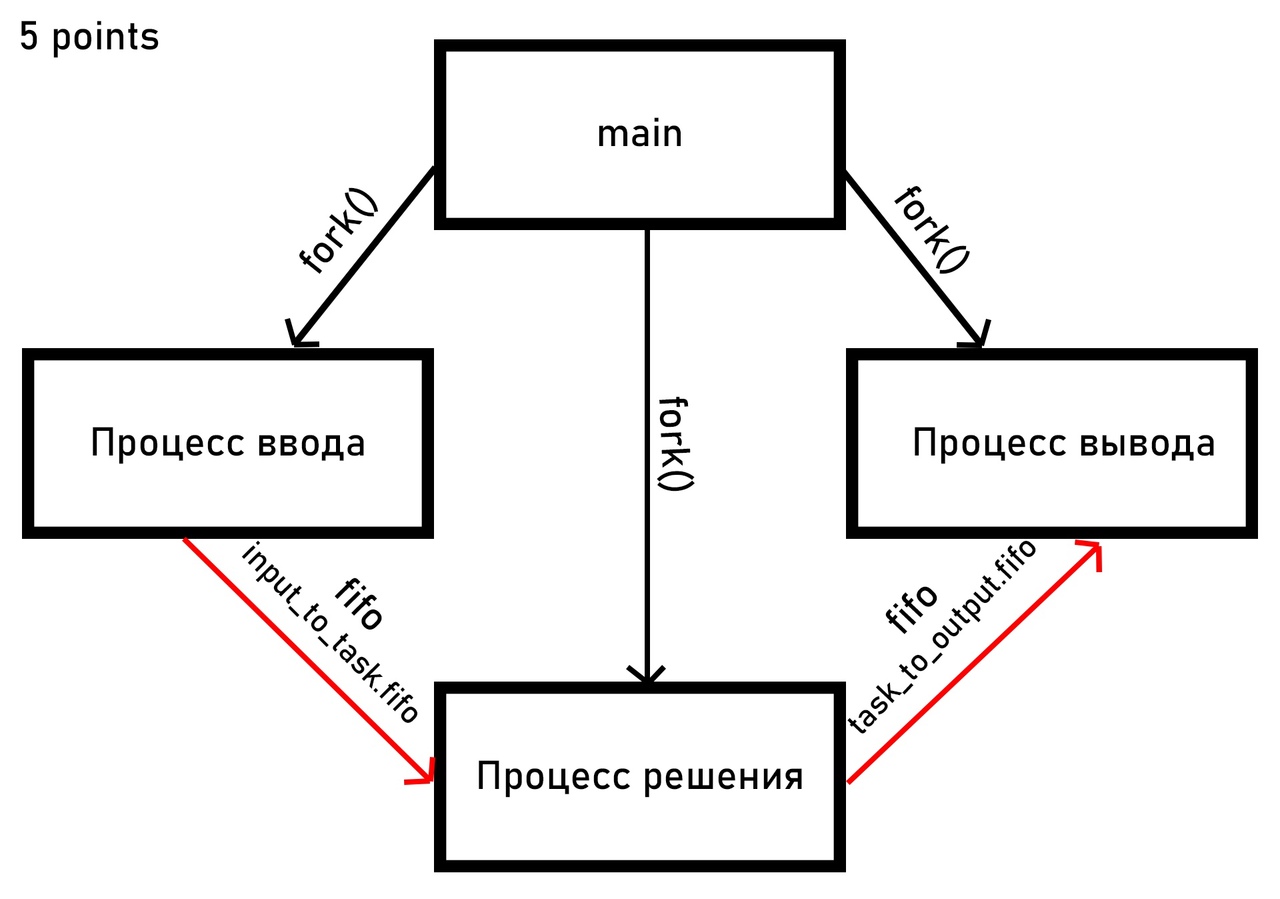 5 points
main
fork()
fork()
fork()
Процесс ввода
Процесс вывода
fifo
input_to_task.fifo
fifo
task_to_output.fifo
Процесс решения